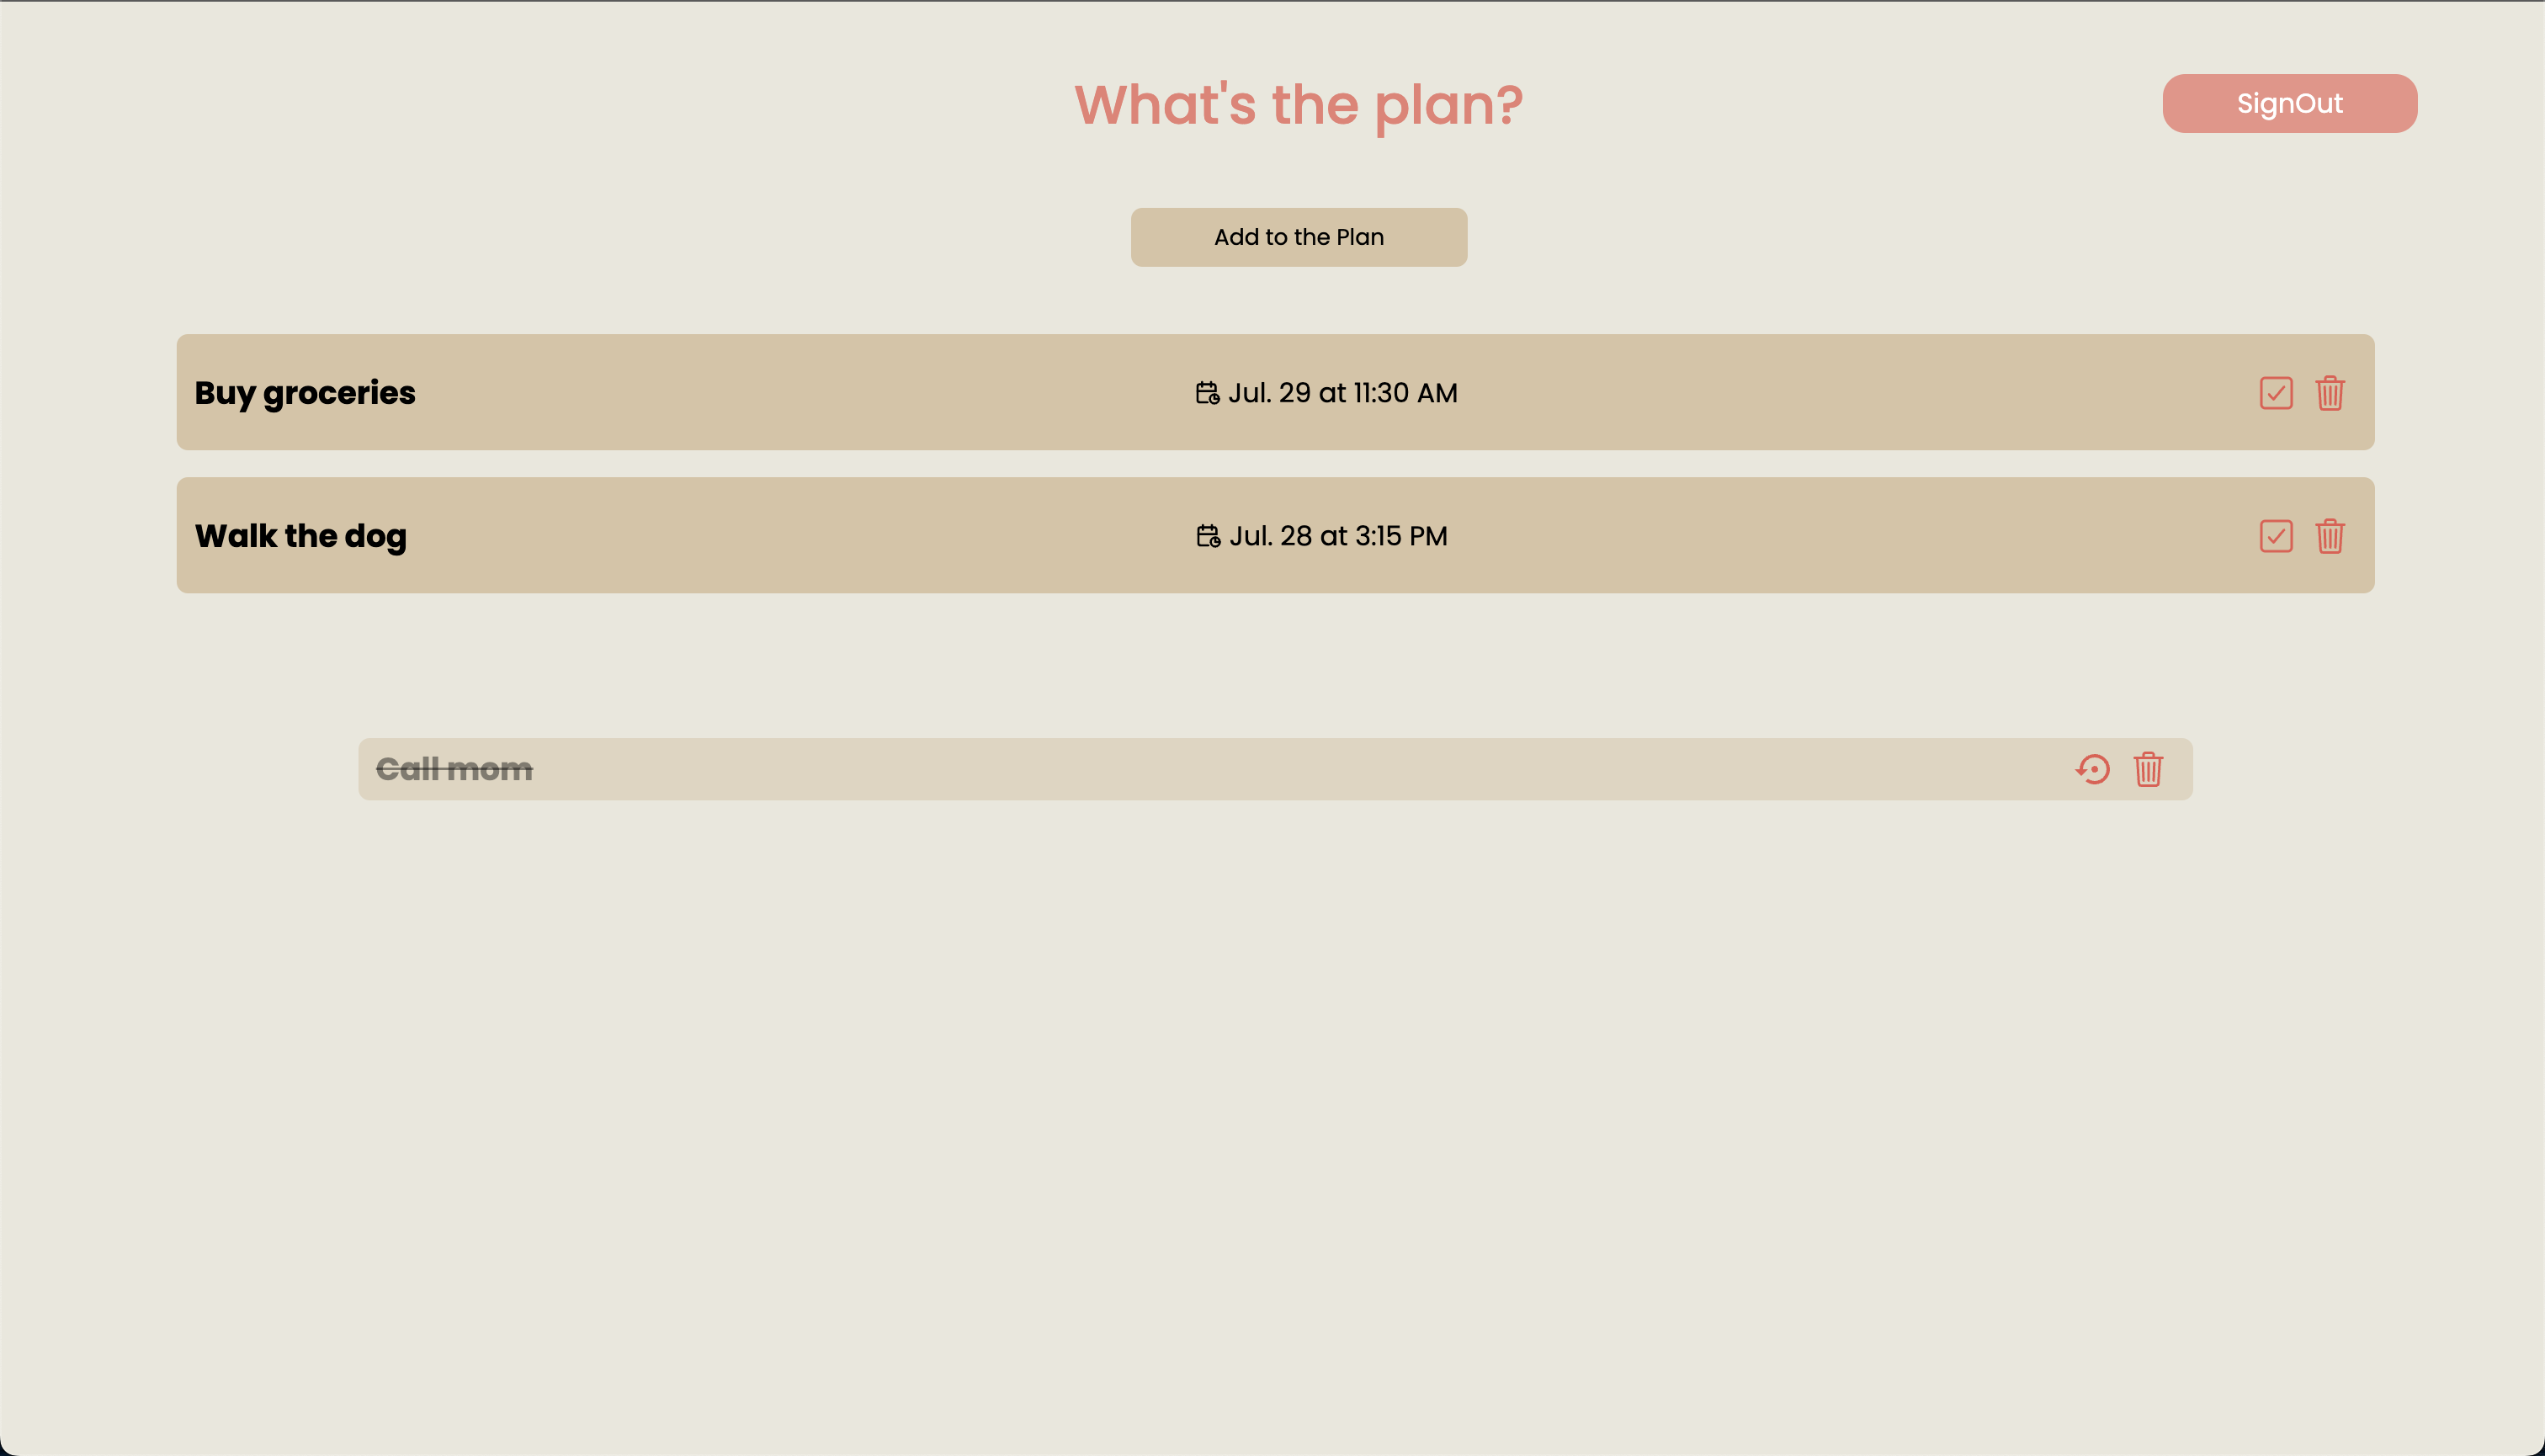 What's the plan?
SignOut
Add to the Plan
Buy groceries
Jul. 29 at 11:30 AM
Walk the dog
Jul. 28 at 3:15 PM
Call mom